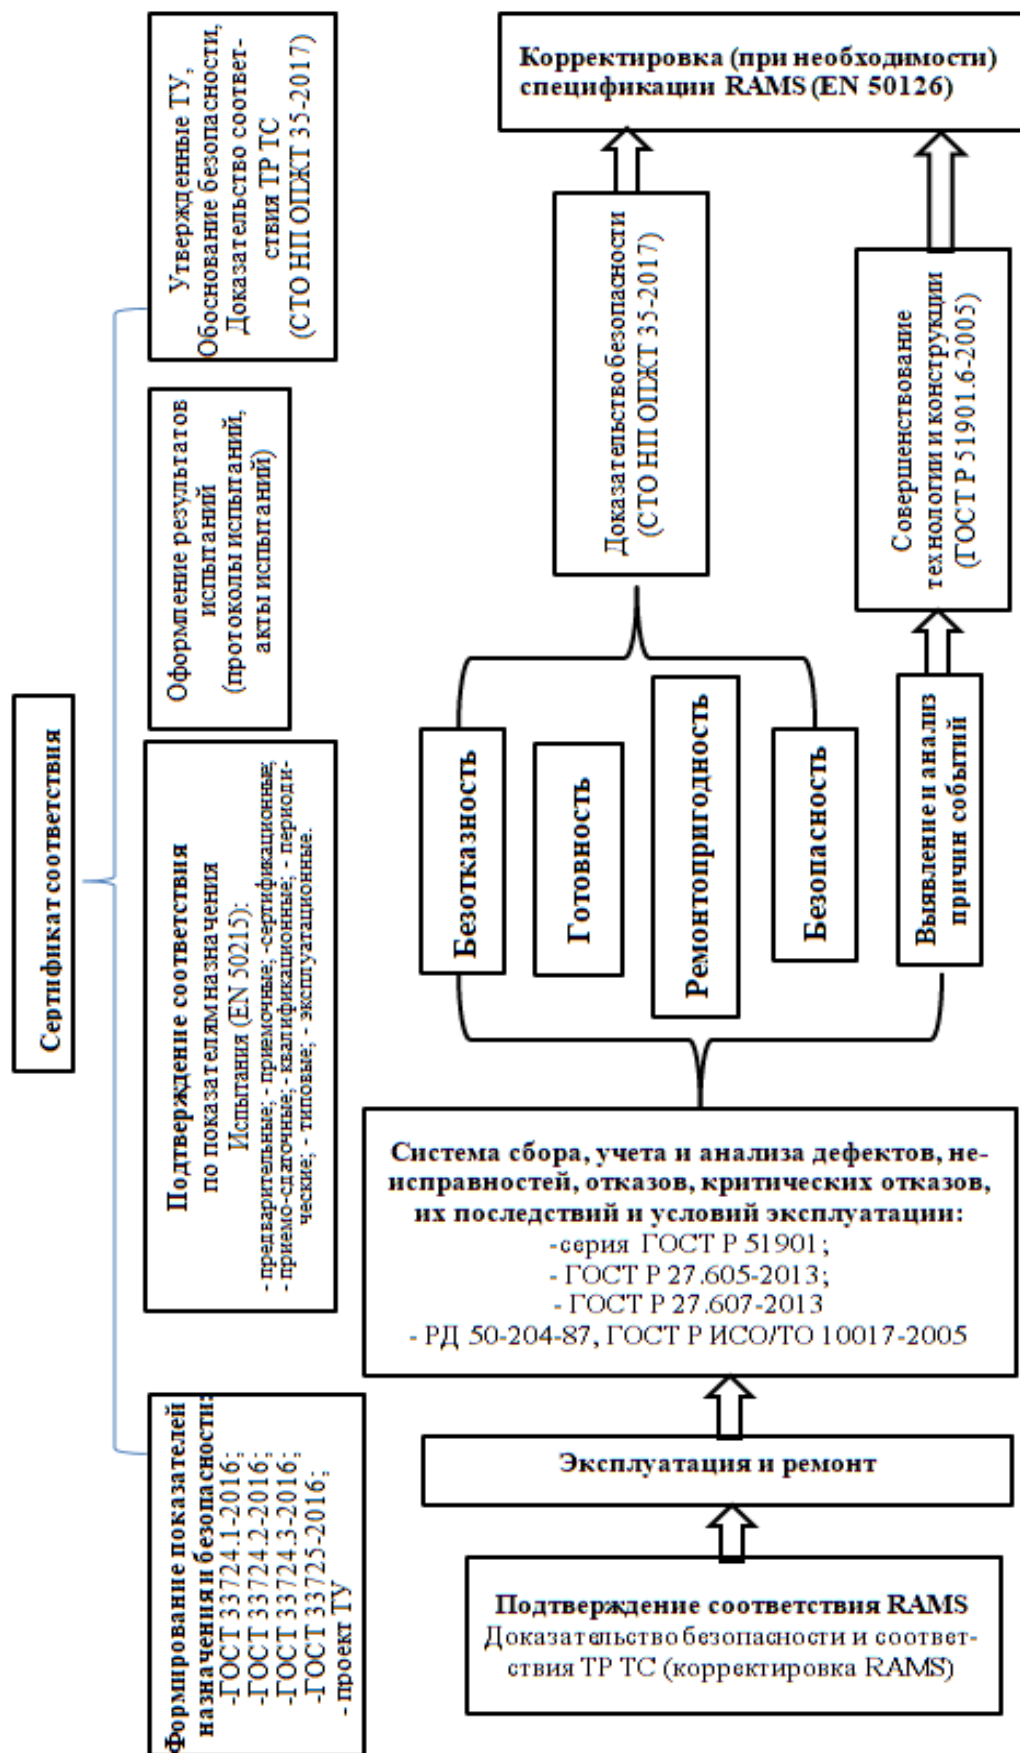 Сертификат соответствия
Формирование показателей
назначения и безопасности:
-ГОСТ 33724.1-2016;
-ГОСТ 33724.2-2016;
-ГОСТ 33724.3-2016;
-ГОСТ 33725-2016;
- проект ТУ
Подтверждение соответствия
по показателям назначения
Испытания (EN 50215):
- предварительные; - приемочные; -сертификационные;
- приемо-сдаточные; - квалификационные; - периоди-
ческие; - типовые; - эксплуатационные.
Оформление результатов
испытаний
(протоколы испытаний,
акты испытаний)
Утвержденные ТУ,
Обоснование безопасности,
Доказательство соответ-
ствия ТР ТС
(СТО НП ОПЖТ 35-2017)
Подтверждение соответствия RAMS
Доказательство безопасности и соответ-
ствия ТР ТС (корректировка RAMS)
Эксплуатация и ремонт
Система сбора, учета и анализа дефектов, не-
исправностей, отказов, критических отказов,
их последствий и условий эксплуатации:
-серия ГОСТ Р 51901;
- ГОСТ Р 27.605-2013;
- ГОСТ Р 27.607-2013
- РД 50-204-87, ГОСТ Р ИСО/ТО 10017-2005
Безотказность
Готовность
Ремонтопригодность
Безопасность
Выявление и анализ
причин событий
Доказательство безопасности
(СТО НП ОПЖТ 35-2017)
Совершенствование
технологии и конструкции
(ГОСТ Р 51901.6-2005)
Корректировка (при необходимости)
спецификации RAMS (EN 50126)